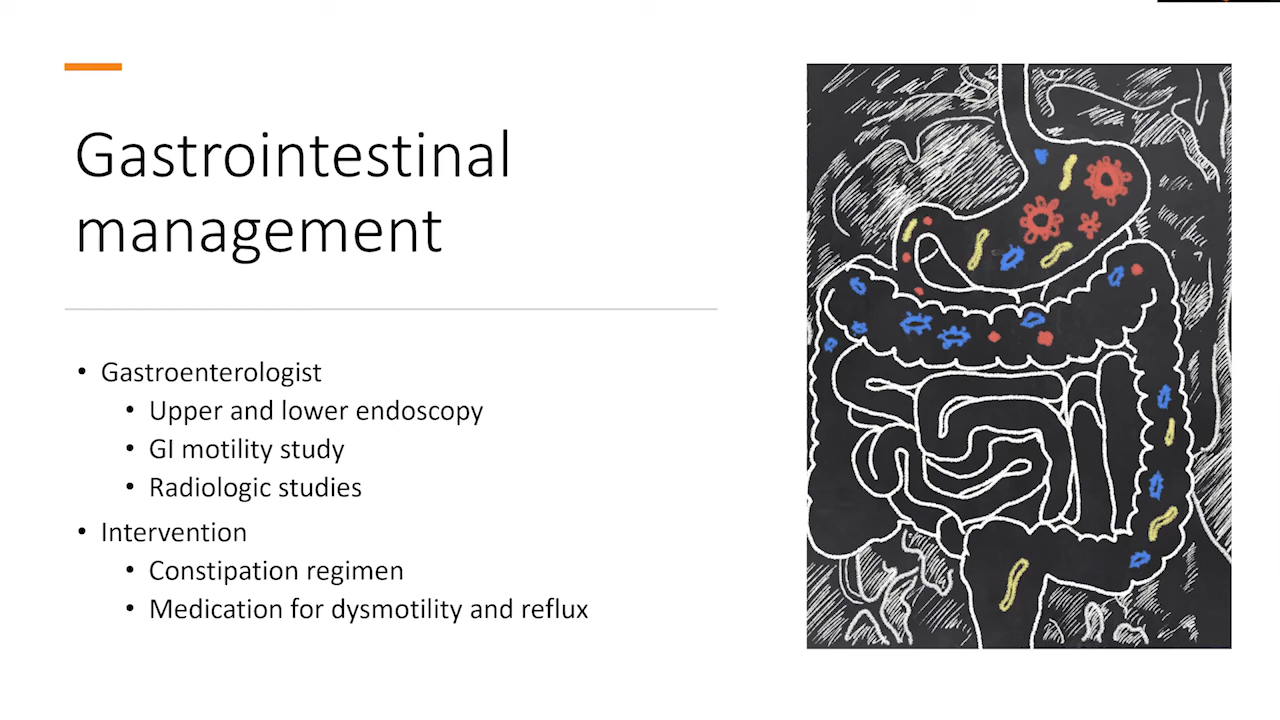 Gastrointestinal
management
• Gastroenterologist
• Upper and lower endoscopy
• GI motility study
• Radiologic studies
• Intervention
• Constipation regimen
• Medication for dysmotility and reflux